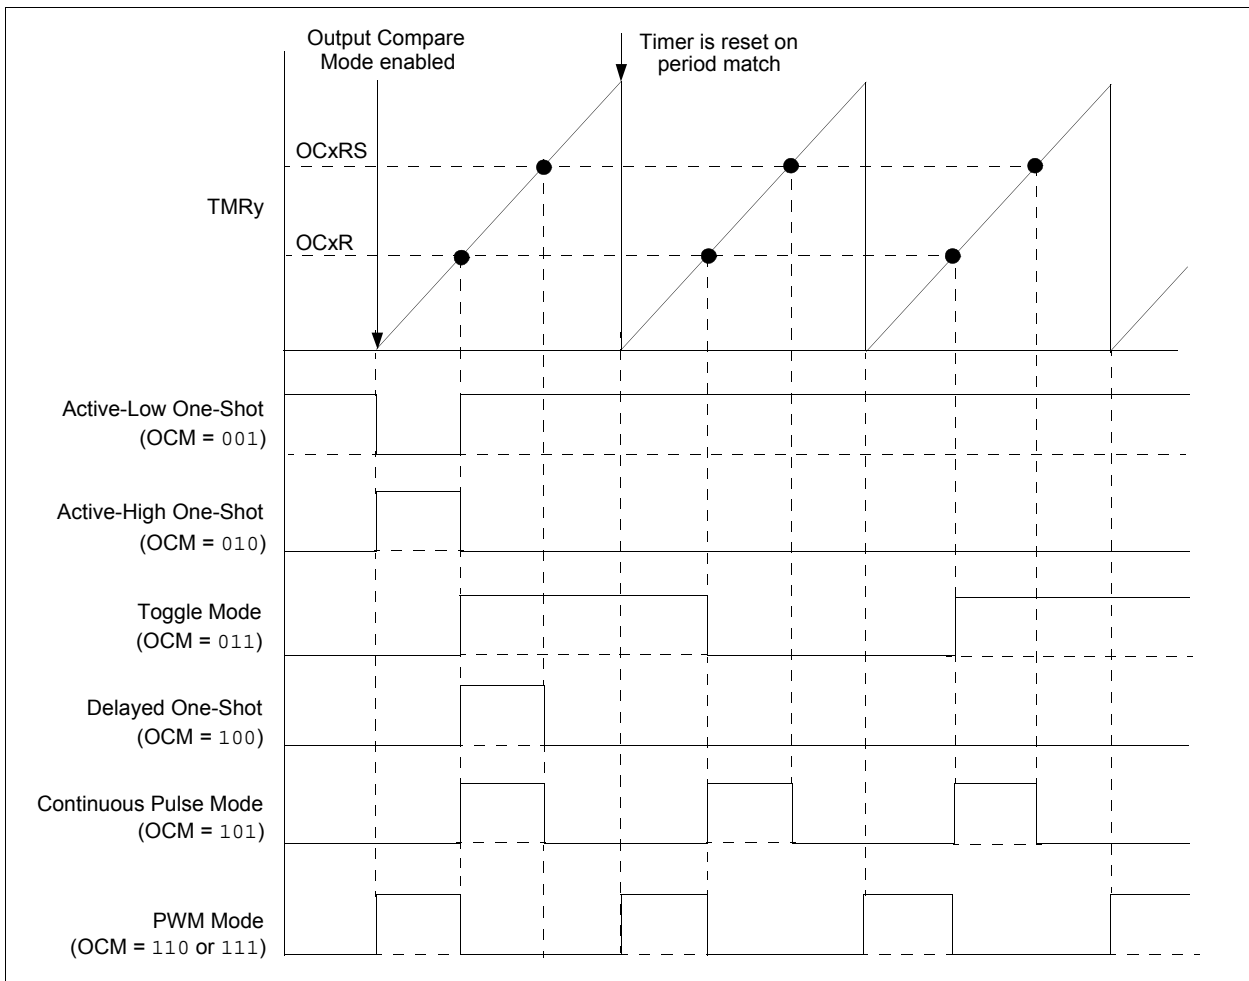 Output Compare
Mode enabled
Timer is reset on
period match
OCxRS
TMRy
OCxR
Active-Low One-Shot
(OCM = 001)
Active-High One-Shot
(OCM = 010)
Toggle Mode
(OCM = 011)
Delayed One-Shot
(OCM = 100)
Continuous Pulse Mode
(OCM = 101)
PWM Mode
(OCM = 110 or 111)